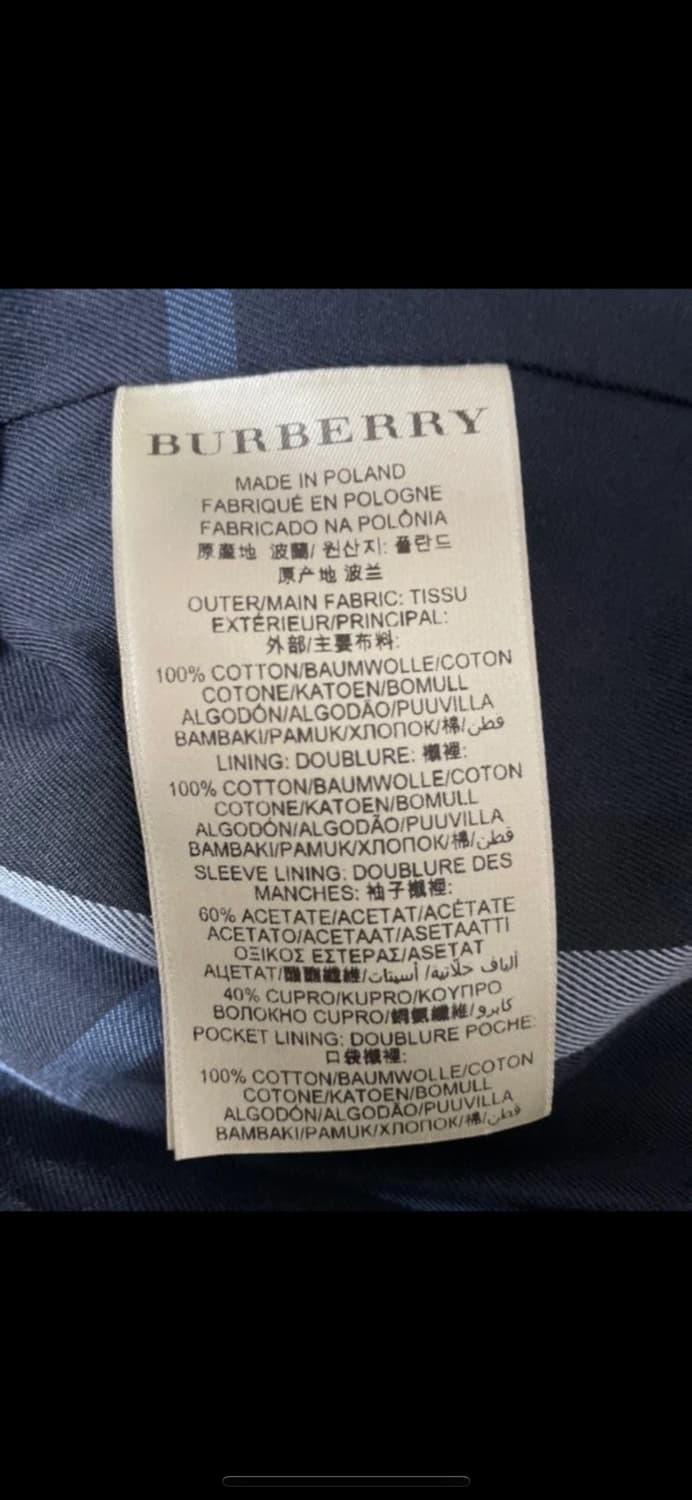 BURBERRY
MADE IN POLAND
FABRIQUÉ EN POLOGNE
FABRICADO NA POLÔNIA
原產地 波蘭/ 원산지: 폴란드
原产地 波兰
OUTER/MAIN FABRIC: TISSU
EXTÉRIEUR/PRINCIPAL:
外部/主要布料:
100% COTTON/BAUMWOLLE/COTON
COTONE/KATOEN/BOMULL
ALGODÓN/ALGODÃO/PUUVILLA
BAMBAKI/PAMUK/ХЛОПОК/棉/قطن
LINING: DOUBLURE: 襯裡:
100% COTTON/BAUMWOLLE/COTON
COTONE/KATOEN/BOMULL
ALGODÓN/ALGODÃO/PUUVILLA
BAMBAKI/PAMUK/ХЛОПОК/棉/قطن
SLEEVE LINING: DOUBLURE DES
MANCHES: 袖子襯裡:
60% ACETATE/ACETAT/ACÉTATE
ACETATO/ACETAAT/ASETAATTI
ΟΞΙΚΟΣ ΕΣΤΕΡΑΣ/ASETAT
АЦЕТАТ/醋酯纖維/ألياف خلّاتية/ أسيتات
40% CUPRO/KUPRO/ΚΟΥΠΡΟ
ВОЛОКНО CUPRO/銅氨纖維/كابرو
POCKET LINING: DOUBLURE POCHE:
口袋襯裡:
100% COTTON/BAUMWOLLE/COTON
COTONE/KATOEN/BOMULL
ALGODÓN/ALGODÃO/PUUVILLA
BAMBAKI/PAMUK/ХЛОПОК/棉/قطن